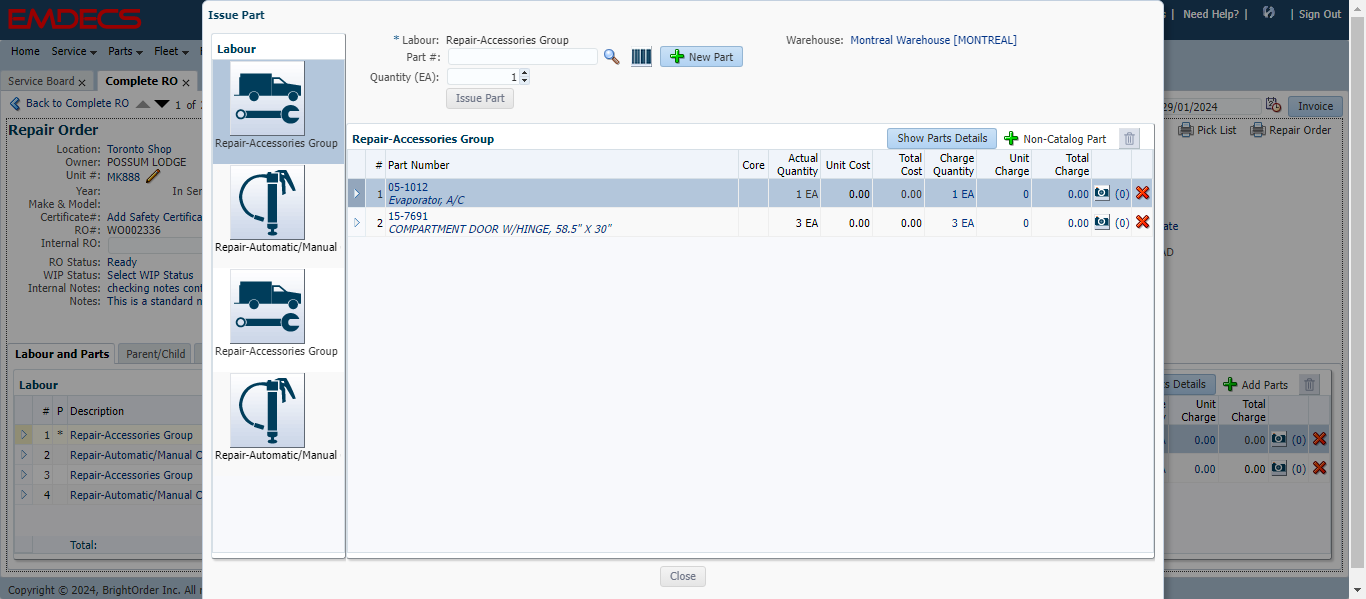 EMDECS
Need Help? | | Sign Out
Home Service Parts Fleet
Service Board x Complete RO x
Back to Complete RO 1 of
29/01/2024 Invoice
Repair Order
Pick List Repair Order
Location: Toronto Shop
Owner: POSSUM LODGE
Unit #: MK888
Year: In Ser
Make & Model:
Certificate#: Add Safety Certifica
RO#: WO002336
Internal RO:
RO Status: Ready
WIP Status: Select WIP Status
Internal Notes: checking notes cont
Notes: This is a standard n
Labour and Parts Parent/Child
Labour
# P Description
1 * Repair-Accessories Group
2 Repair-Automatic/Manual C
3 Repair-Accessories Group
4 Repair-Automatic/Manual C
Total:
Copyright © 2024, BrightOrder Inc. All
Issue Part
Labour
Repair-Accessories Group
Repair-Automatic/Manual
Repair-Accessories Group
Repair-Automatic/Manual
* Labour: Repair-Accessories Group
Warehouse: Montreal Warehouse [MONTREAL]
Part #: New Part
Quantity (EA): 1
Issue Part
Repair-Accessories Group Show Parts Details Non-Catalog Part
# Part Number Core Actual Quantity Unit Cost Total Cost Charge Quantity Unit Charge Total Charge
1 05-1012 1 EA 0.00 0.00 1 EA 0 0.00 (0)
Evaporator, A/C
2 15-7691 3 EA 0.00 0.00 3 EA 0 0.00 (0)
COMPARTMENT DOOR W/HINGE, 58.5" X 30"
Close
ate
AD
s Details Add Parts
Unit Charge Total Charge
0.00 0.00 (0)
0.00 0.00 (0)